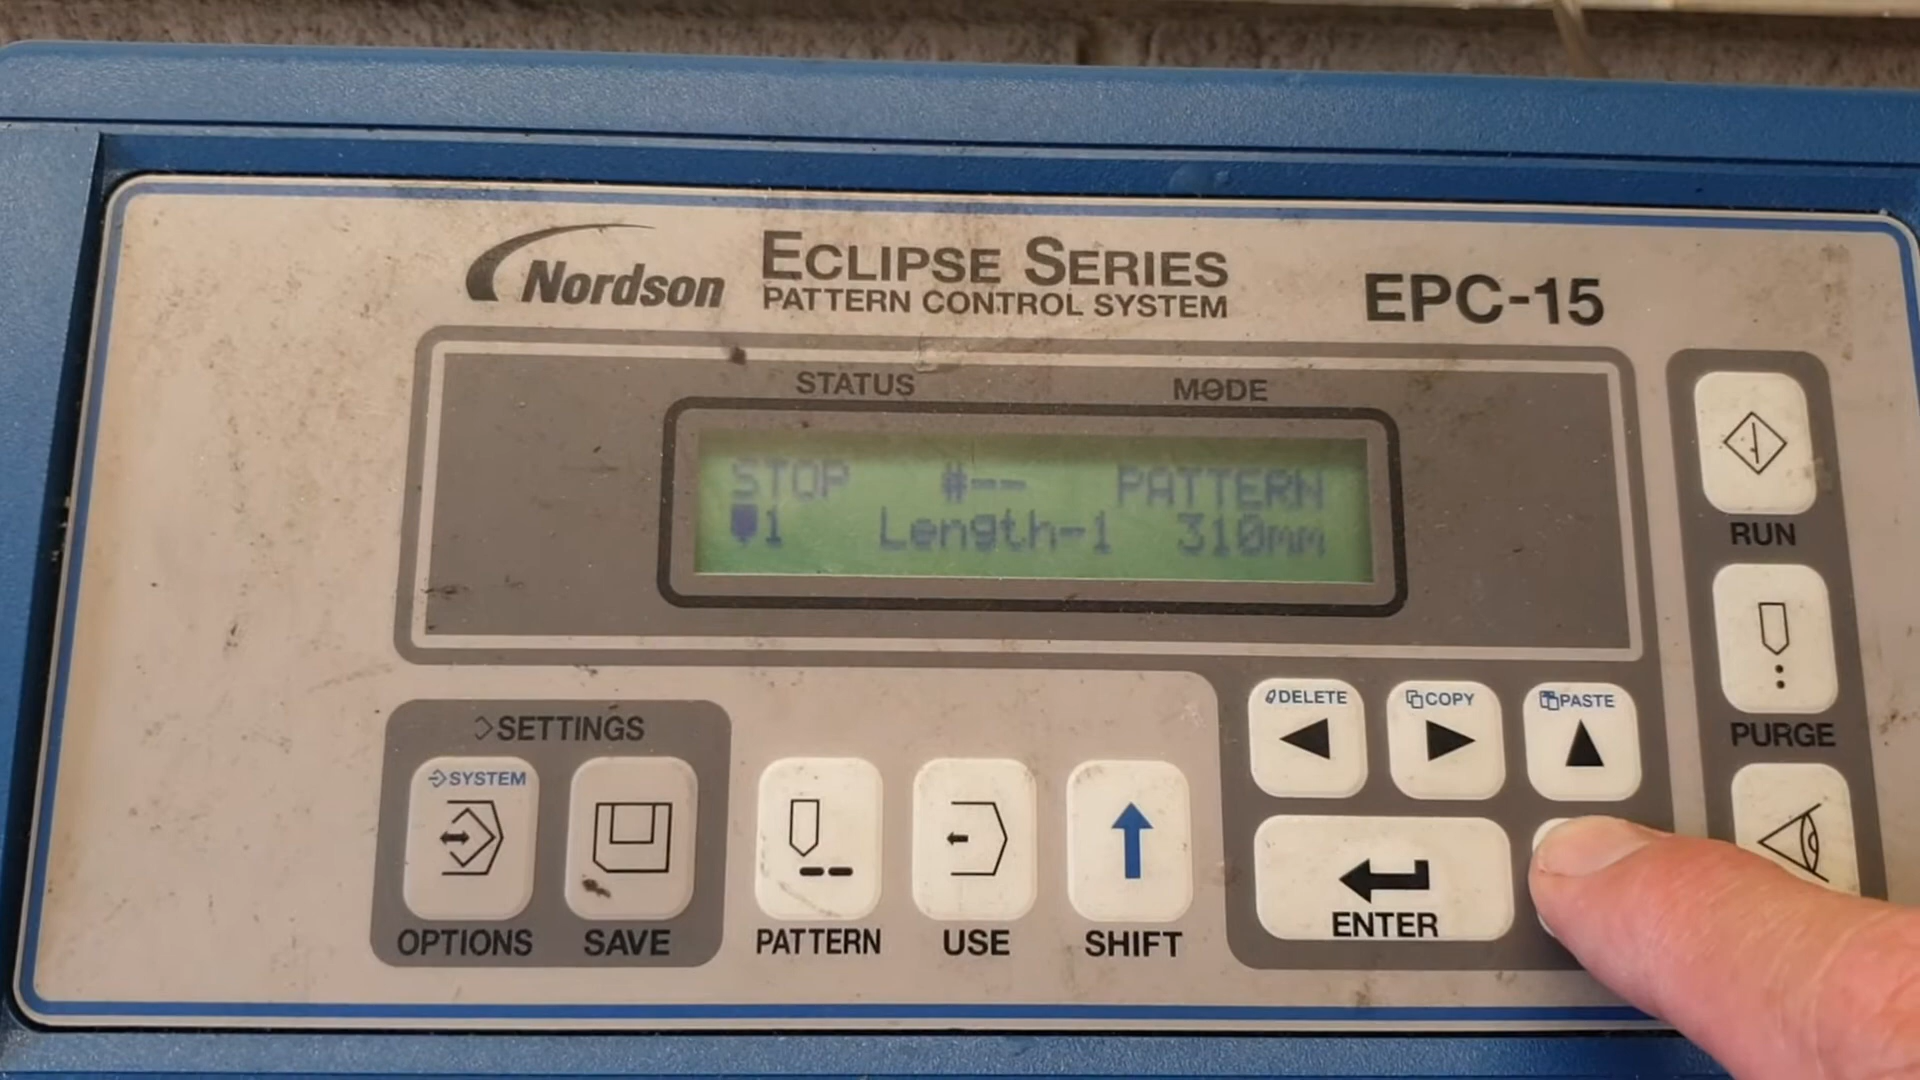 Nordson
ECLIPSE SERIES
PATTERN CONTROL SYSTEM
EPC-15
STATUS MODE
STOP #-- PATTERN
1 Length-1 310mm
RUN
PURGE
DELETE
COPY
PASTE
ENTER
SETTINGS
SYSTEM
OPTIONS
SAVE
PATTERN
USE
SHIFT